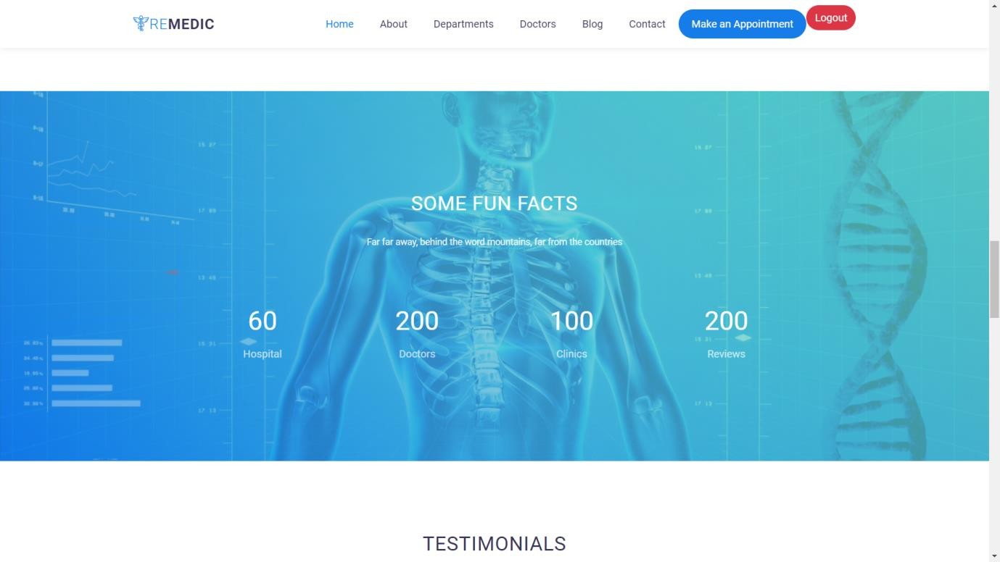 REMEDIC
Home About Departments Doctors Blog Contact Make an Appointment Logout
SOME FUN FACTS
Far far away, behind the word mountains, far from the countries
60 200 100 200
Hospital Doctors Clinics Reviews
TESTIMONIALS